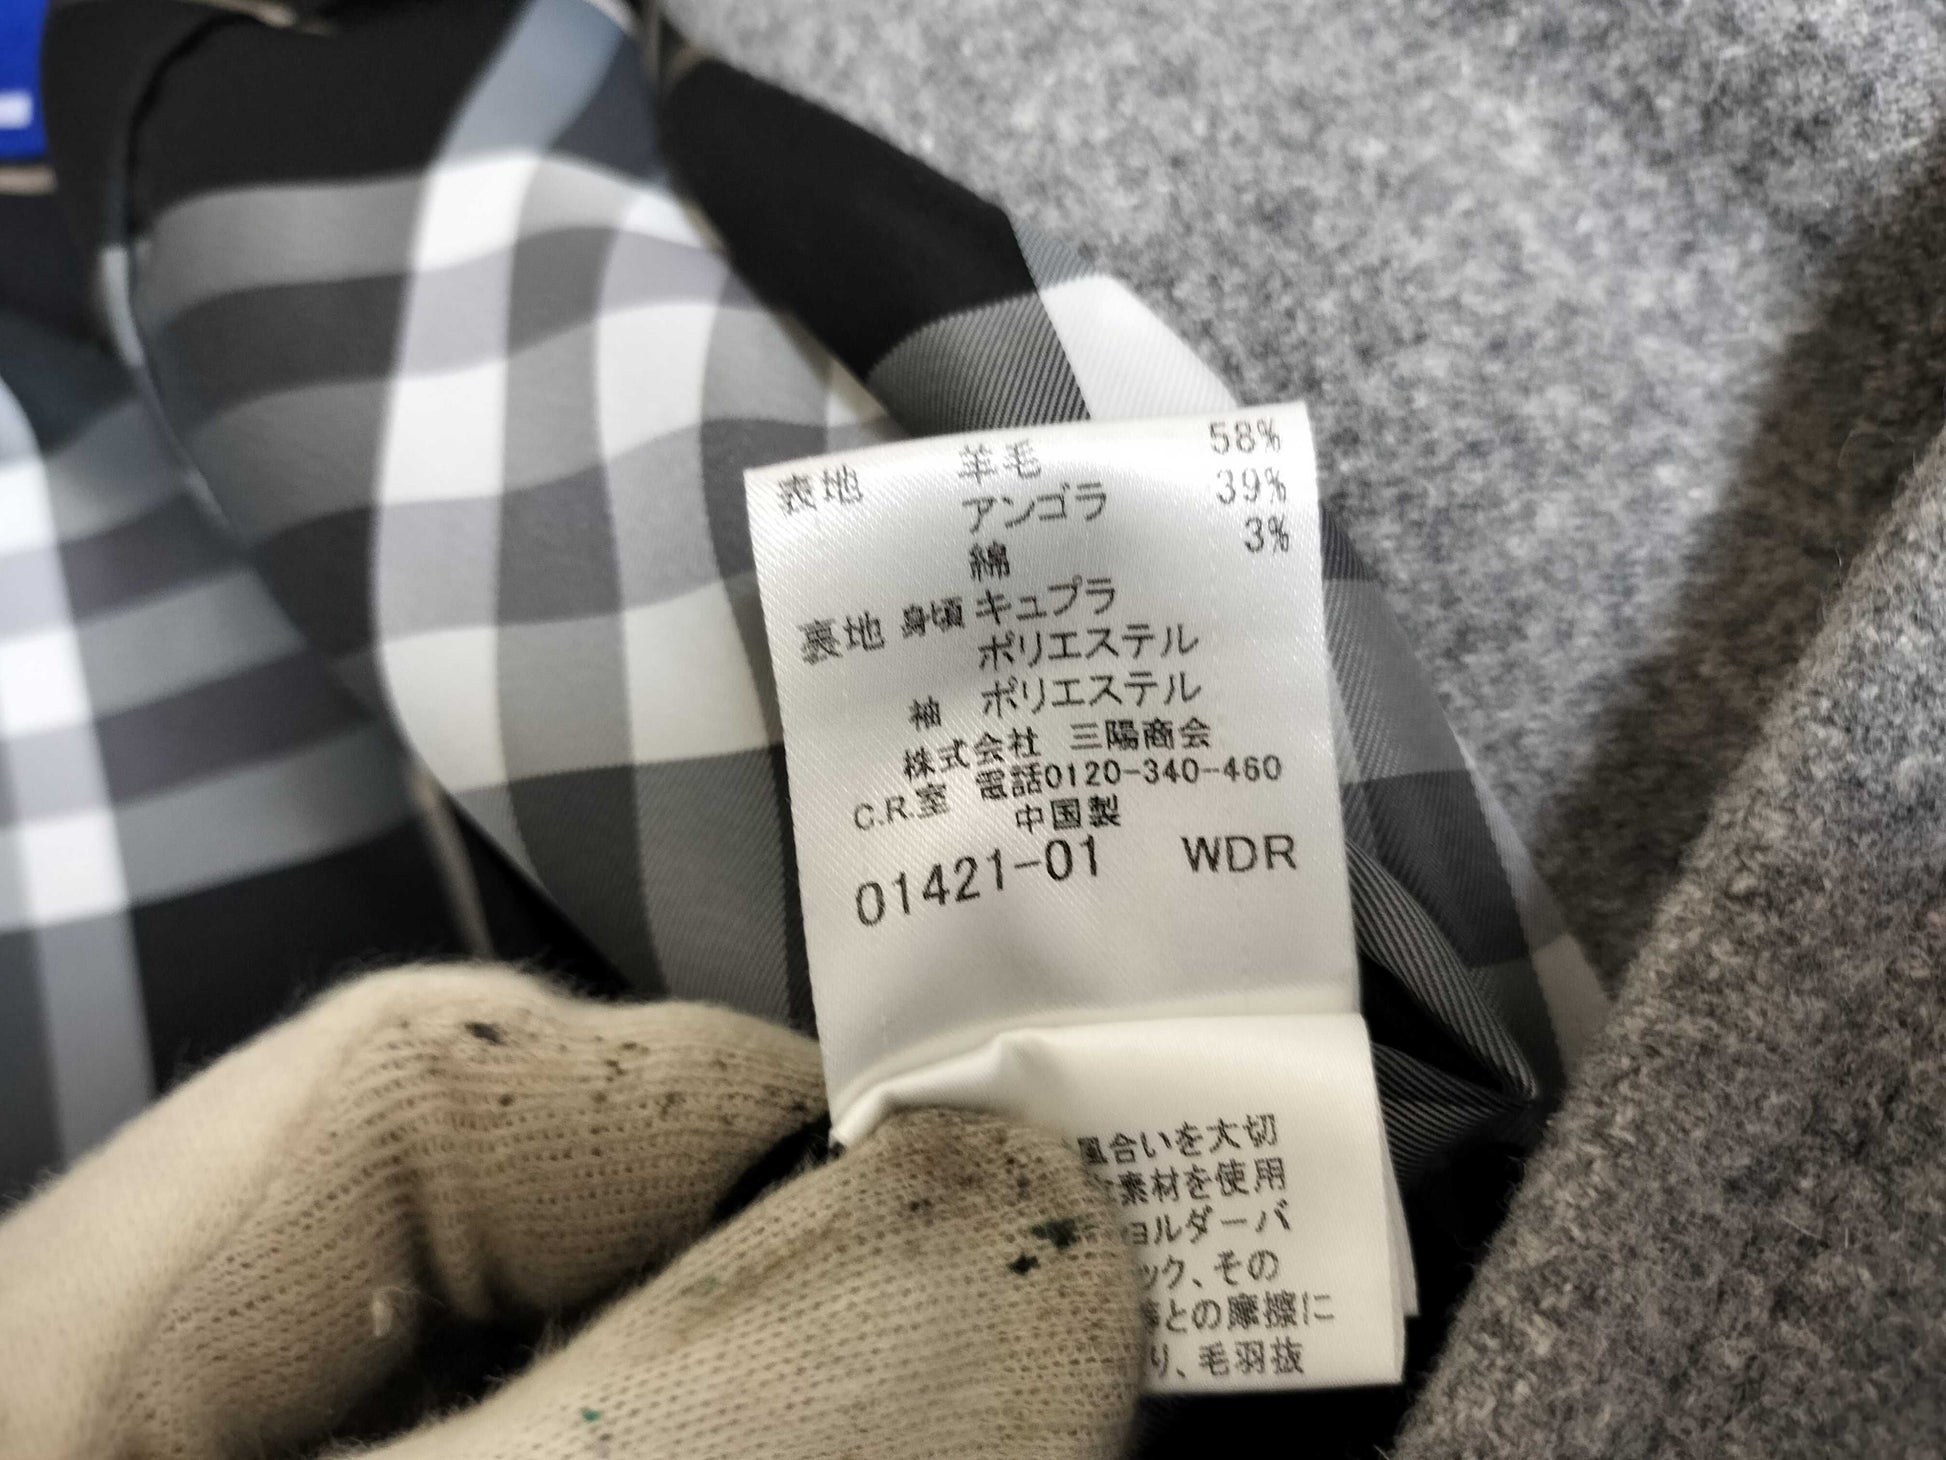 表地 羊毛 58%
アンゴラ 39%
綿 3%
裏地 身頃 キュプラ
ポリエステル
袖 ポリエステル
株式会社 三陽商会
C.R.室 電話0120-340-460
中国製
01421-01 WDR
風合いを大切
素材を使用
ョルダーバ
ック、その
との摩擦に
り、毛羽抜